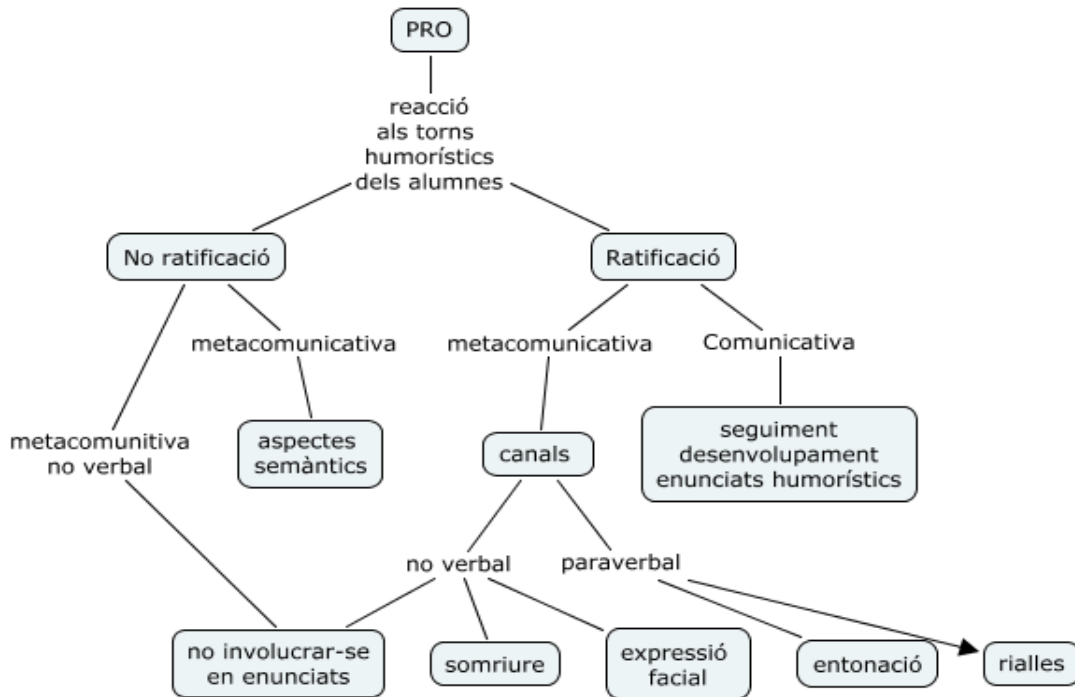 PRO
reacció
als torns
humorístics
dels alumnes
No ratificació
Ratificació
metacomunicativa
metacomunicativa
Comunicativa
metacomunitiva
no verbal
aspectes
semàntics
canals
seguiment
desenvolupament
enunciats humorístics
no verbal
paraverbal
no involucrar-se
en enunciats
somriure
expressió
facial
entonació
rialles